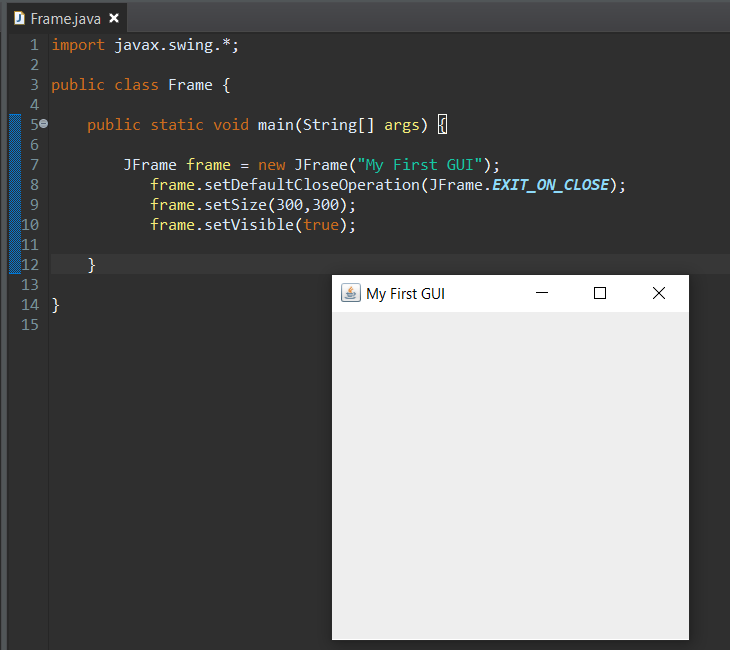 Frame.java
1 import javax.swing.*;
2
3 public class Frame {
4
5 public static void main(String[] args) {
6
7 JFrame frame = new JFrame("My First GUI");
8 frame.setDefaultCloseOperation(JFrame.EXIT_ON_CLOSE);
9 frame.setSize(300,300);
10 frame.setVisible(true);
11
12 }
13
14 }
15
My First GUI